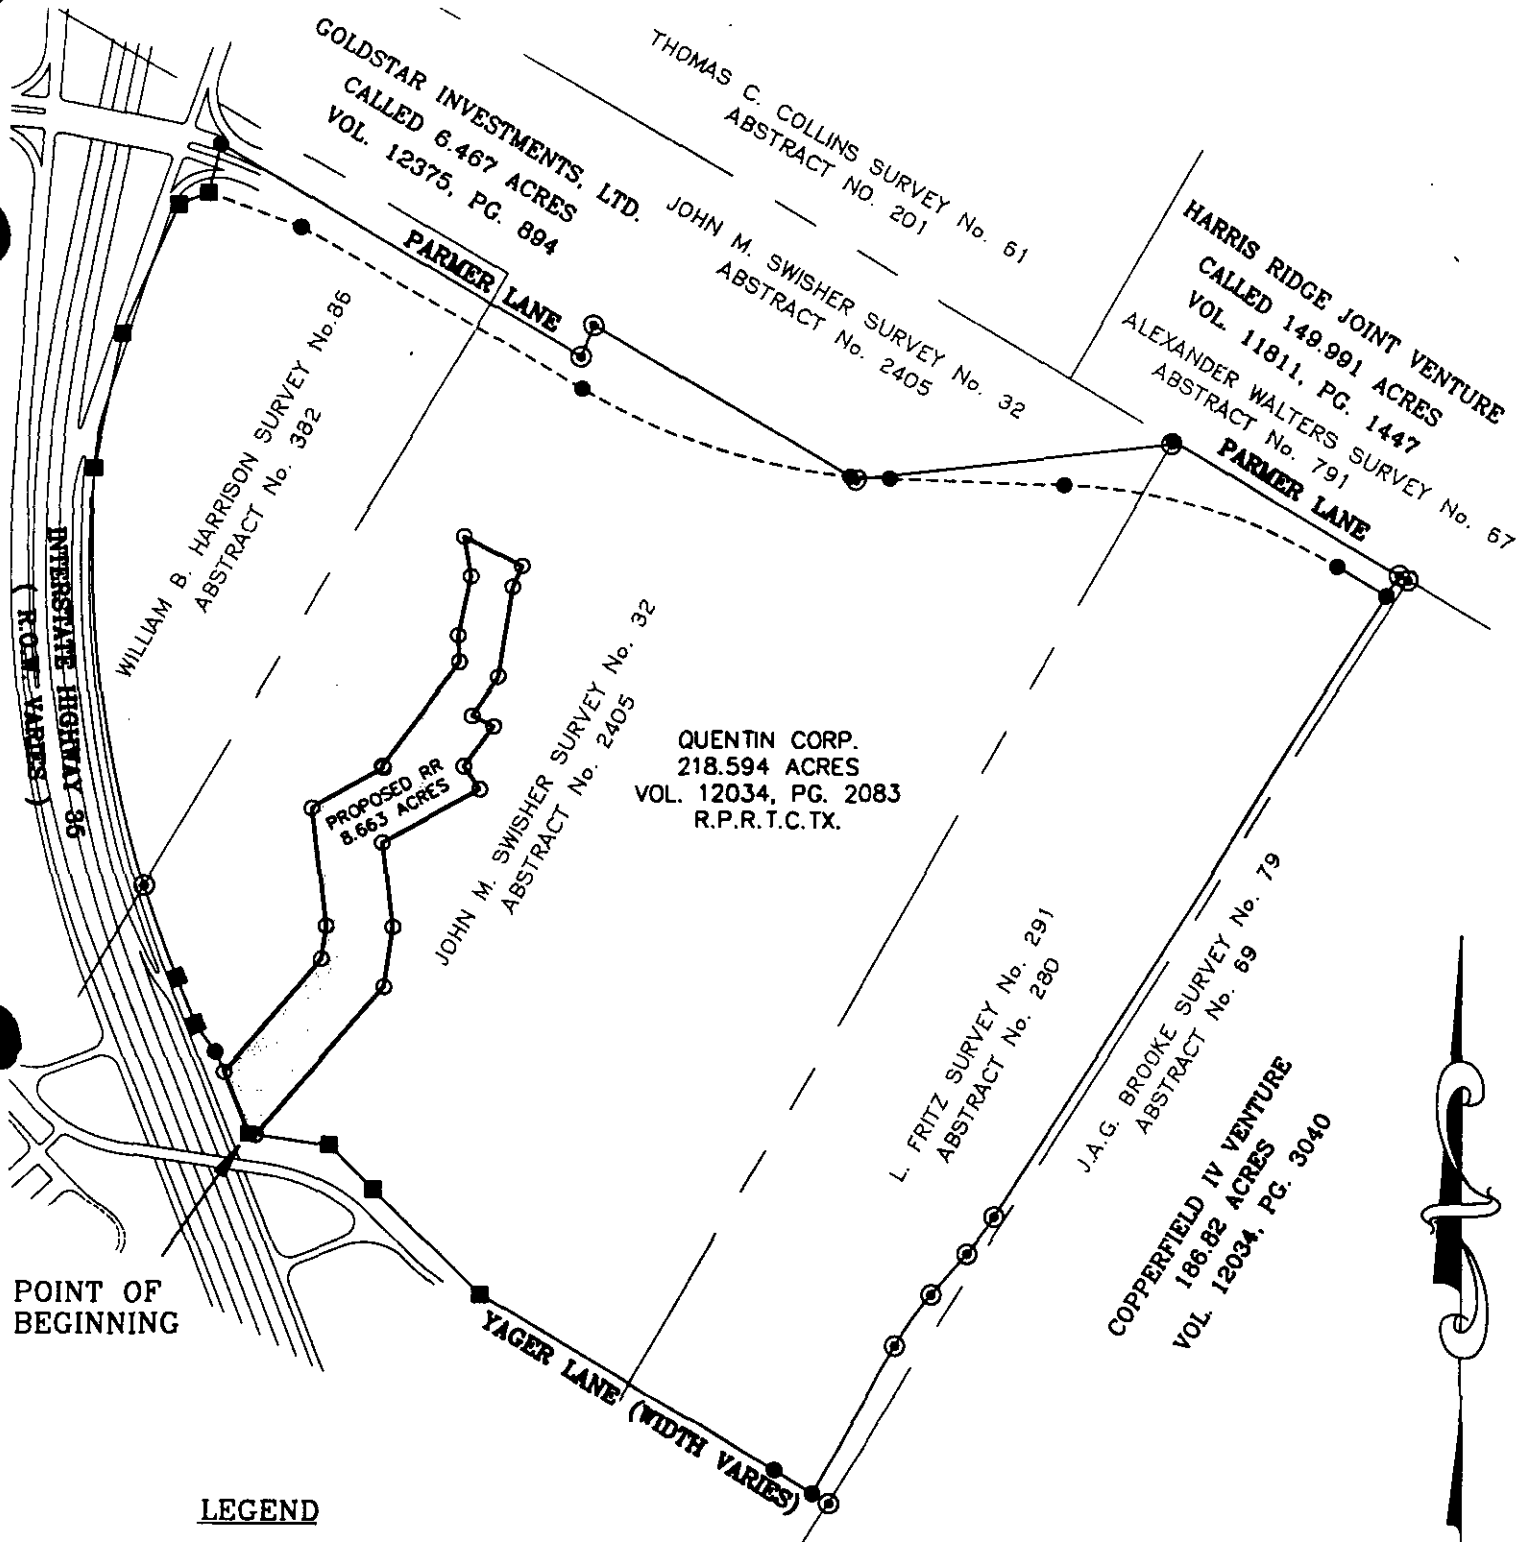 GOLDSTAR INVESTMENTS, LTD.
CALLED 6.467 ACRES
VOL. 12375, PG. 894
THOMAS C. COLLINS SURVEY No. 61
ABSTRACT NO. 201
JOHN M. SWISHER SURVEY No. 32
ABSTRACT No. 2405
HARRIS RIDGE JOINT VENTURE
CALLED 149.991 ACRES
VOL. 11811, PG. 1447
ALEXANDER WALTERS SURVEY No. 67
ABSTRACT No. 791
PARMER LANE
PARMER LANE
WILLIAM B. HARRISON SURVEY No.86
ABSTRACT No. 382
INTERSTATE HIGHWAY 35
( R.O.W. VARIES )
PROPOSED RR
8.663 ACRES
JOHN M. SWISHER SURVEY No. 32
ABSTRACT No. 2405
QUENTIN CORP.
218.594 ACRES
VOL. 12034, PG. 2083
R.P.R.T.C.TX.
L. FRITZ SURVEY No. 291
ABSTRACT No. 280
J.A.G. BROOKE SURVEY No. 79
ABSTRACT No. 69
COPPERFIELD IV VENTURE
186.82 ACRES
VOL. 12034, PG. 3040
POINT OF
BEGINNING
YAGER LANE (WIDTH VARIES)
LEGEND